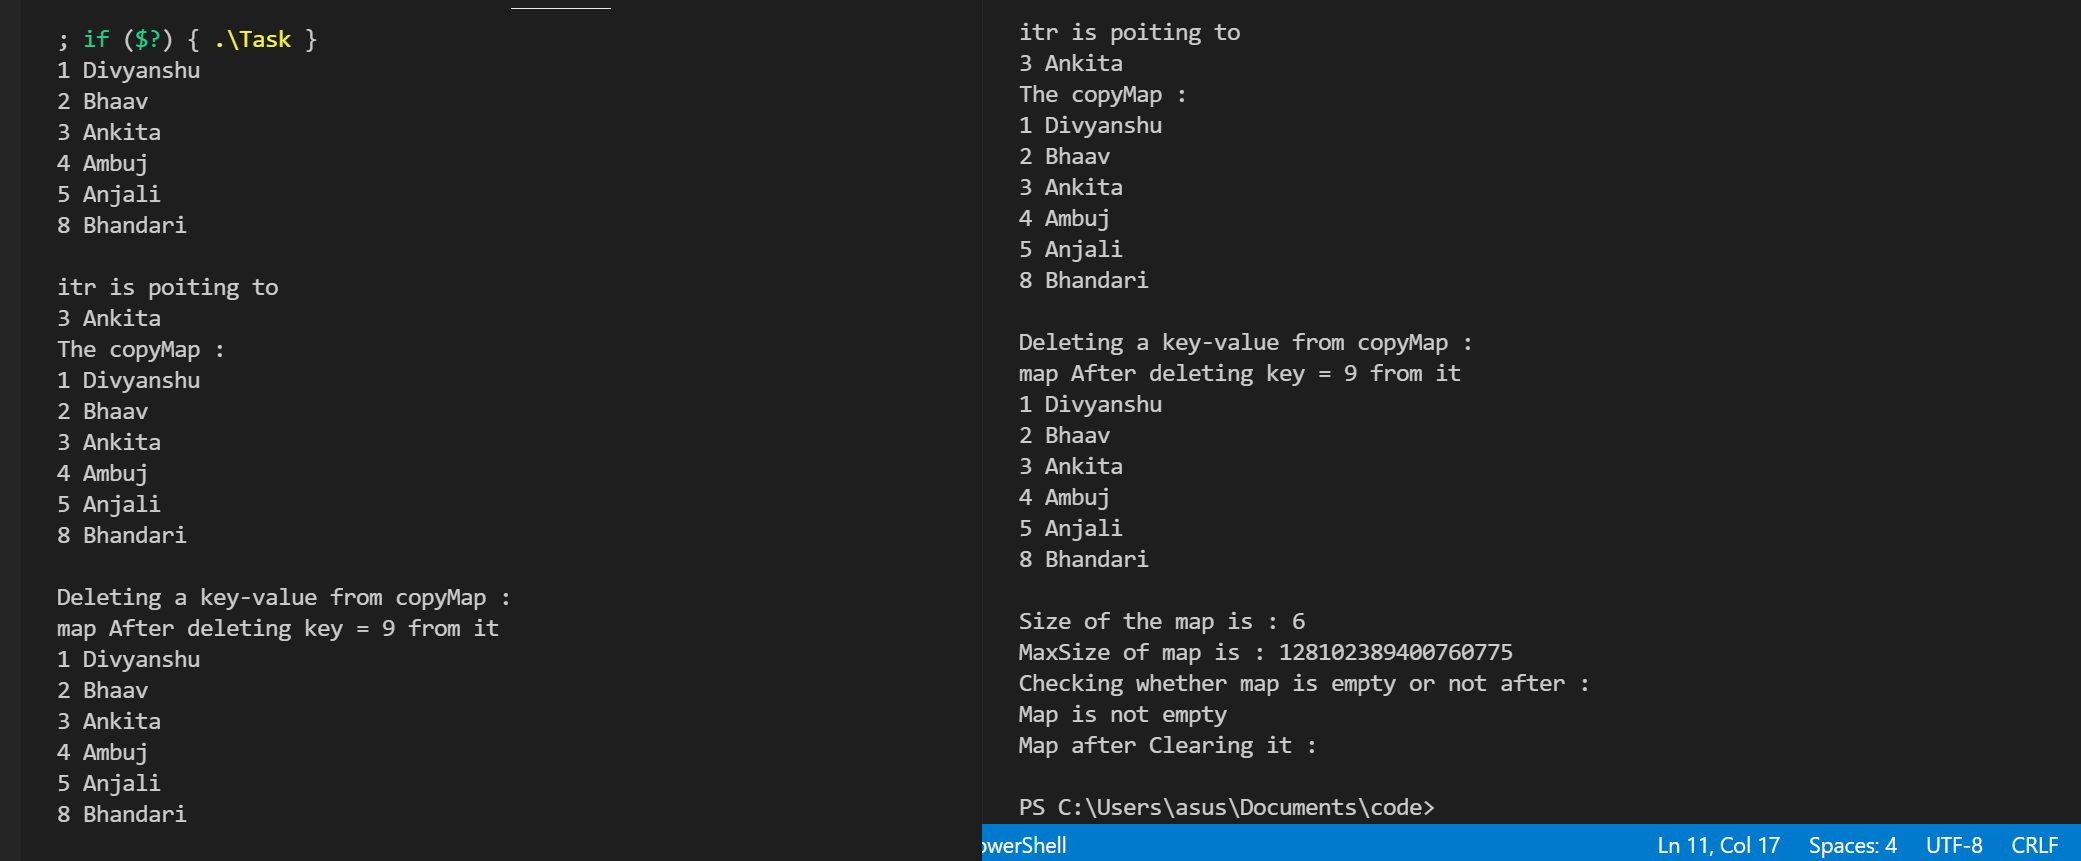 ; if ($?) { .\Task }
1 Divyanshu
2 Bhaav
3 Ankita
4 Ambuj
5 Anjali
8 Bhandari
itr is poiting to
3 Ankita
The copyMap :
1 Divyanshu
2 Bhaav
3 Ankita
4 Ambuj
5 Anjali
8 Bhandari
Deleting a key-value from copyMap :
map After deleting key = 9 from it
1 Divyanshu
2 Bhaav
3 Ankita
4 Ambuj
5 Anjali
8 Bhandari
itr is poiting to
3 Ankita
The copyMap :
1 Divyanshu
2 Bhaav
3 Ankita
4 Ambuj
5 Anjali
8 Bhandari
Deleting a key-value from copyMap :
map After deleting key = 9 from it
1 Divyanshu
2 Bhaav
3 Ankita
4 Ambuj
5 Anjali
8 Bhandari
Size of the map is : 6
MaxSize of map is : 128102389400760775
Checking whether map is empty or not after :
Map is not empty
Map after Clearing it :
PS C:\Users\asus\Documents\code>
owerShell Ln 11, Col 17 Spaces: 4 UTF-8 CRLF